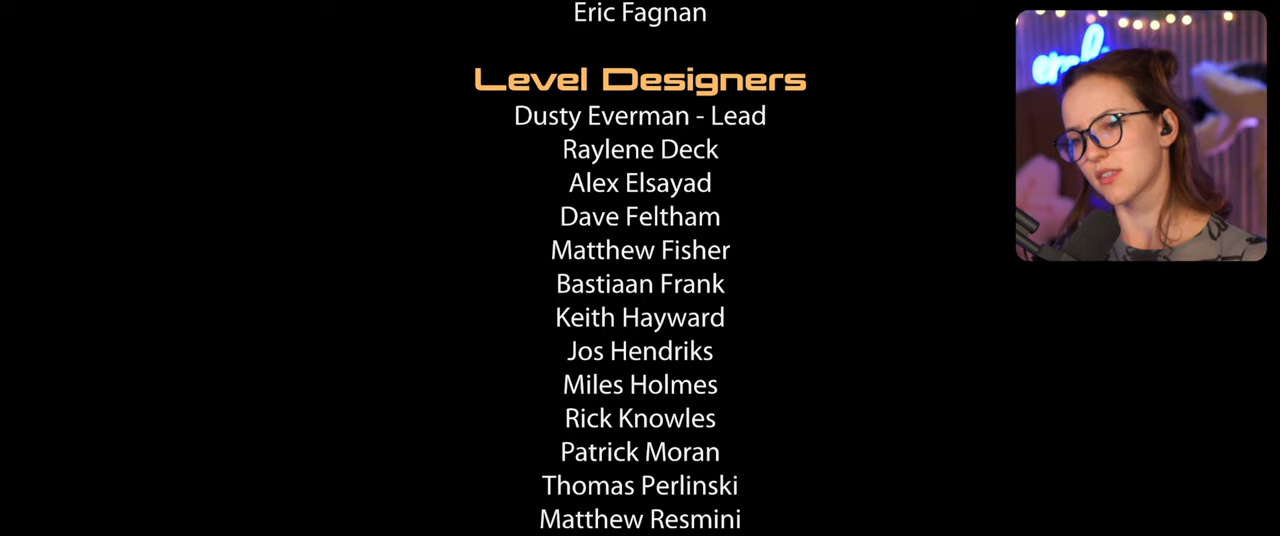 Eric Fagnan
Level Designers
Dusty Everman - Lead
Raylene Deck
Alex Elsayad
Dave Feltham
Matthew Fisher
Bastiaan Frank
Keith Hayward
Jos Hendriks
Miles Holmes
Rick Knowles
Patrick Moran
Thomas Perlinski
Matthew Resmini